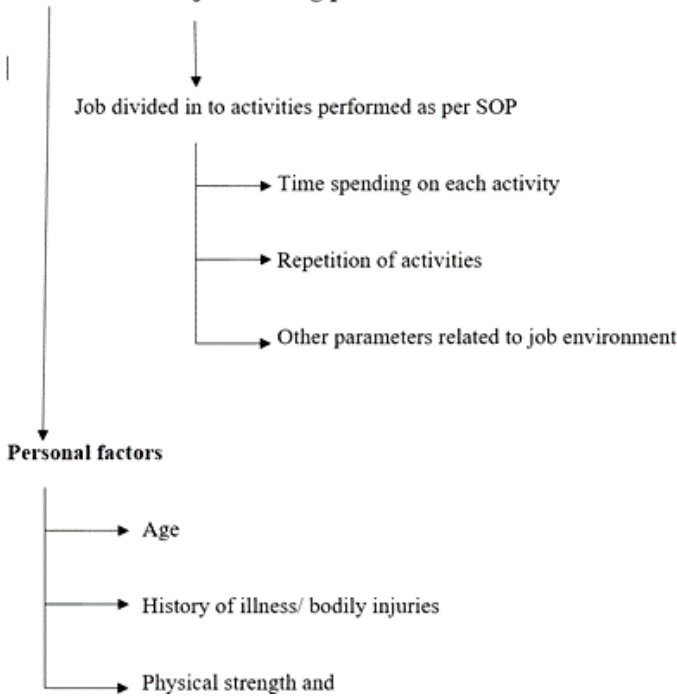 Job divided in to activities performed as per SOP
Time spending on each activity
Repetition of activities
Other parameters related to job environment
Personal factors
Age
History of illness/ bodily injuries
Physical strength and